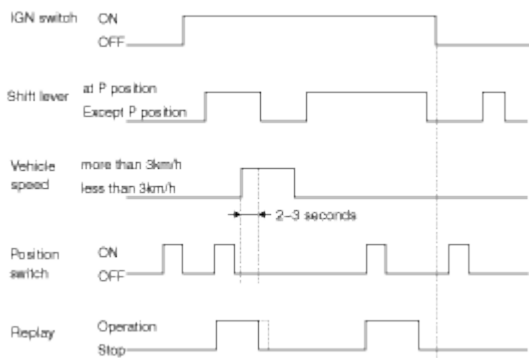 IGN switch ON
OFF
Shift lever at P position
Except P position
Vehicle speed more than 3km/h
less than 3km/h
2-3 seconds
Position switch ON
OFF
Replay Operation
Stop